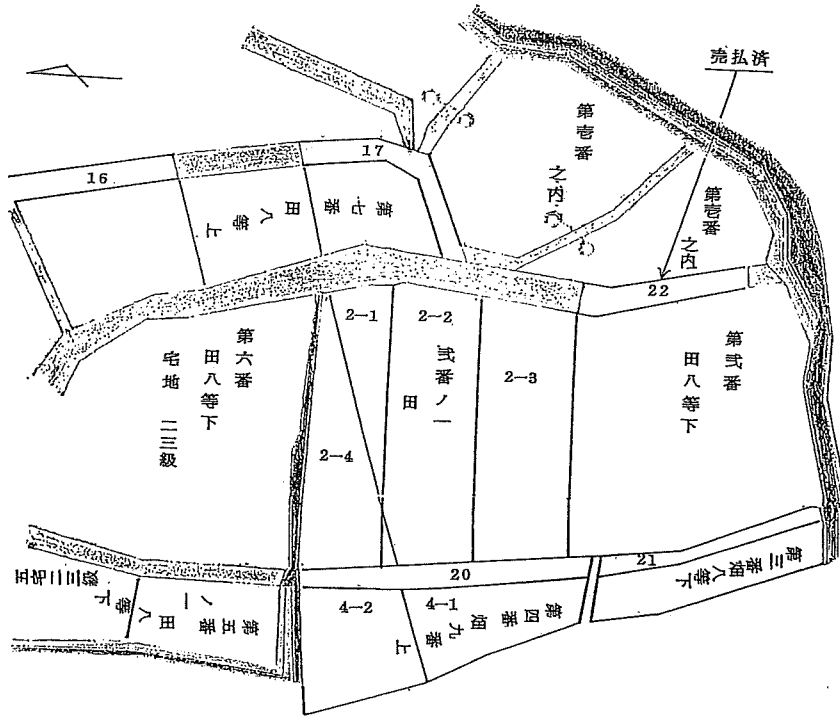 売払済
第壱番
之内
第壱番
之内
16
17
第七番
田八等上
22
2-1
2-2
弐番ノ一
田
2-3
2-4
第弐番
田八等下
第六番
田八等下
宅地 二三級
20
21
第三番畑八等下
4-2
4-1
第四番畑九番上
第五番
ノ一
田八
等下